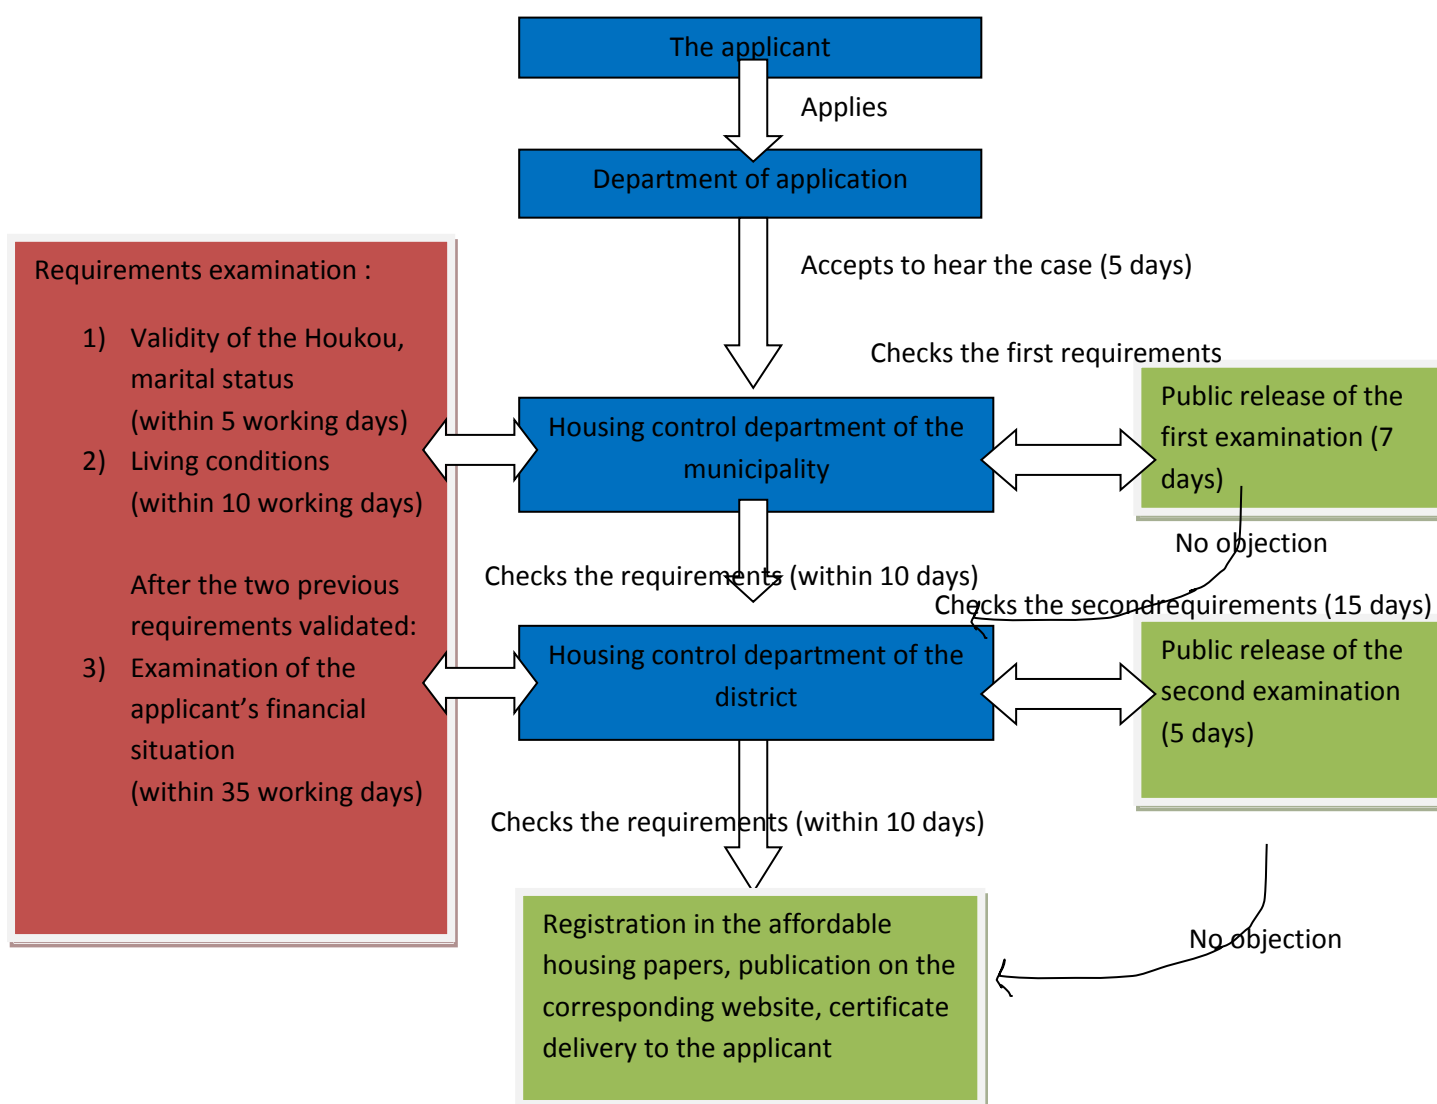 The applicant
Applies
Department of application
Accepts to hear the case (5 days)
Requirements examination :
1) Validity of the Houkou,
marital status
(within 5 working days)
2) Living conditions
(within 10 working days)
After the two previous
requirements validated:
3) Examination of the
applicant’s financial
situation
(within 35 working days)
Checks the first requirements
Housing control department of the
municipality
Public release of the
first examination (7
days)
No objection
Checks the requirements (within 10 days)
Checks the secondrequirements (15 days)
Housing control department of the
district
Public release of the
second examination
(5 days)
Checks the requirements (within 10 days)
No objection
Registration in the affordable
housing papers, publication on the
corresponding website, certificate
delivery to the applicant